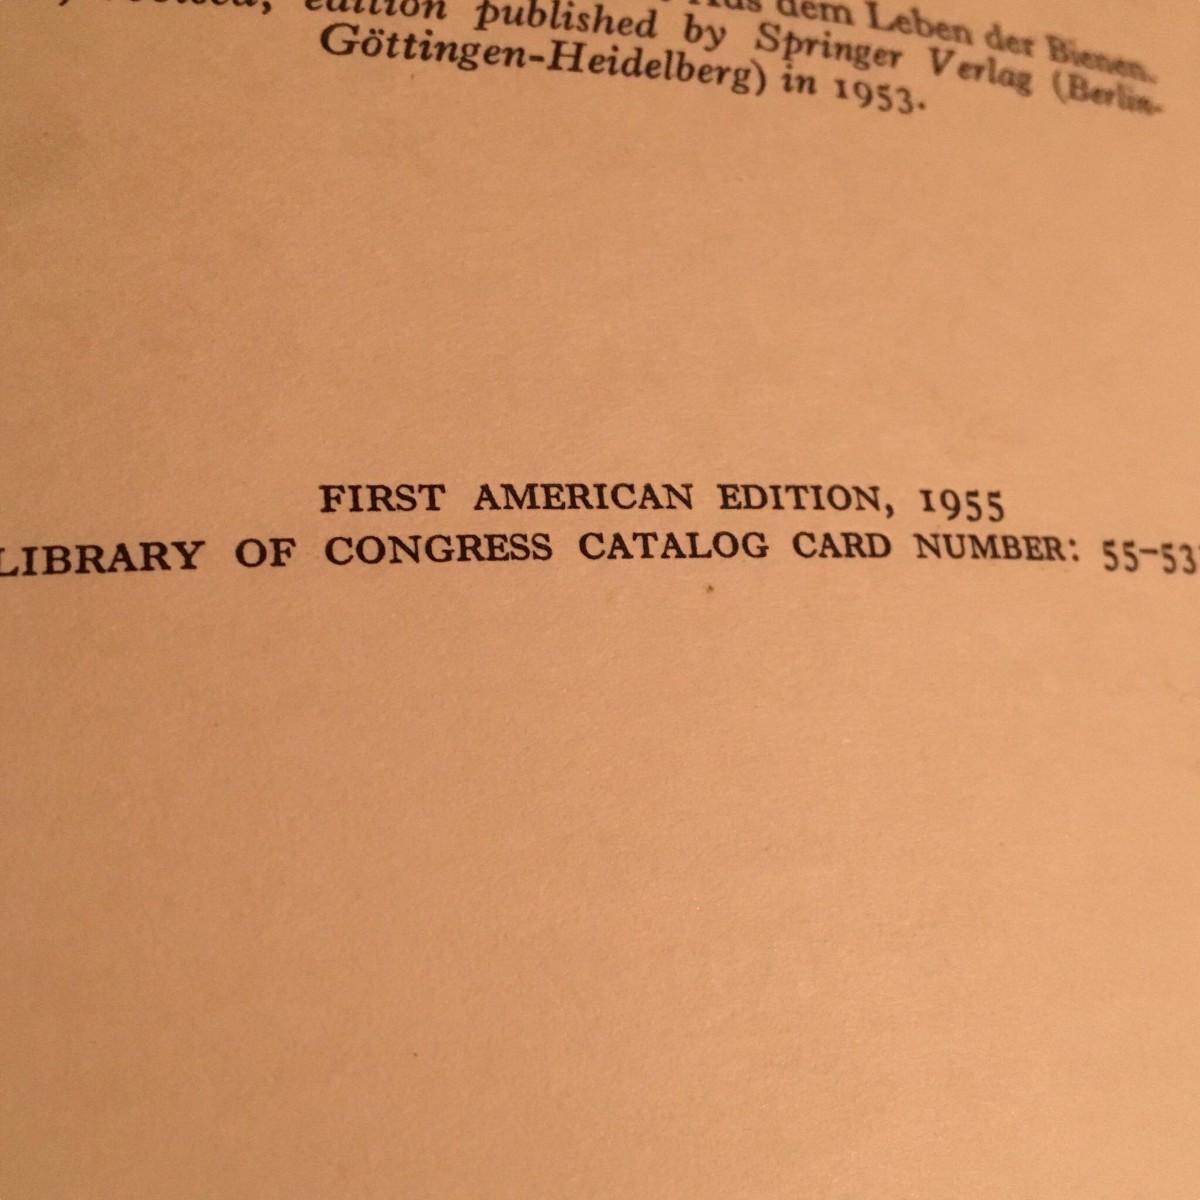 edition published by Springer Verlag (Berlin-
dem Leben der Bienen.
Göttingen-Heidelberg) in 1953.
FIRST AMERICAN EDITION, 1955
LIBRARY OF CONGRESS CATALOG CARD NUMBER: 55-53